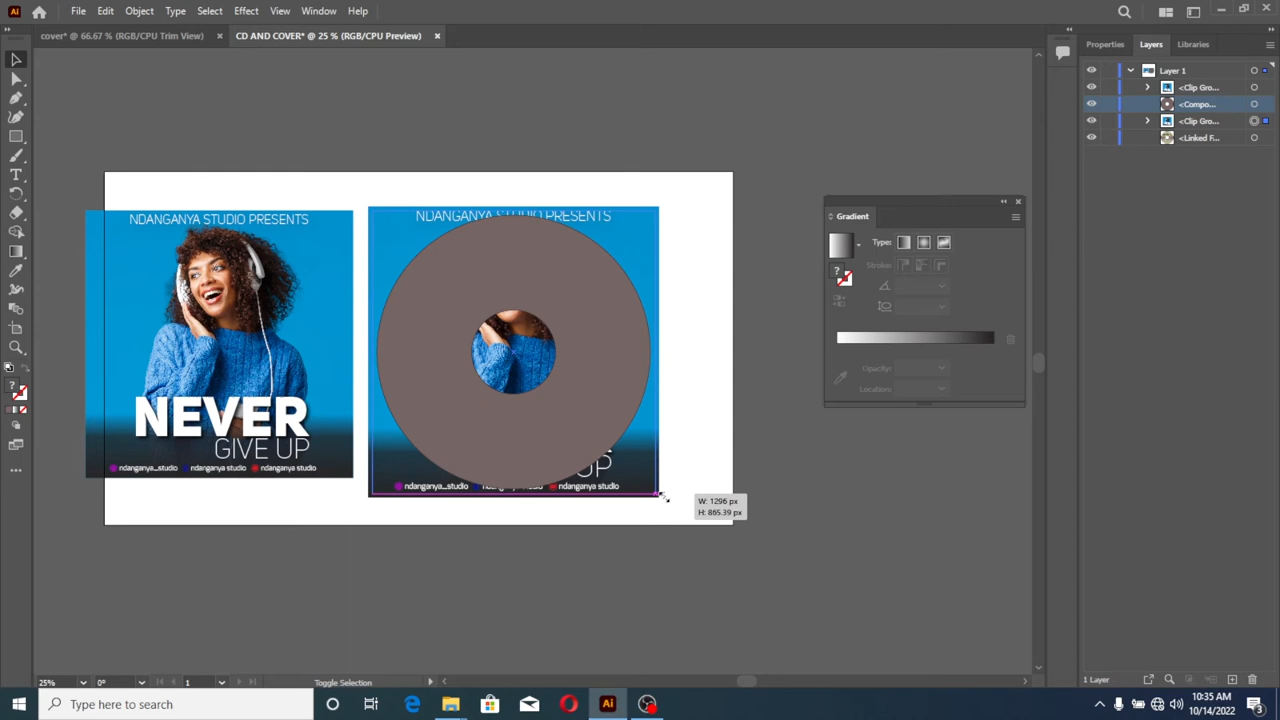 File Edit Object Type Select Effect View Window Help
cover* @ 66.67 % (RGB/CPU Trim View) × CD AND COVER* @ 25 % (RGB/CPU Preview) ×
Properties Layers Libraries
Layer 1
<Clip Gro...
<Compo...
<Clip Gro...
<Linked F...
NDANGANYA STUDIO PRESENTS
NEVER
GIVE UP
ndanganya_studio ndanganya studio ndanganya studio
NDANGANYA STUDIO PRESENTS
UP
ndanganya_studio ndanganya studio
W: 1296 px
H: 865.39 px
Gradient
Type:
Stroke:
Opacity:
Location:
25% 0° 1 Toggle Selection
1 Layer
Type here to search
Ai
10:35 AM
10/14/2022
3